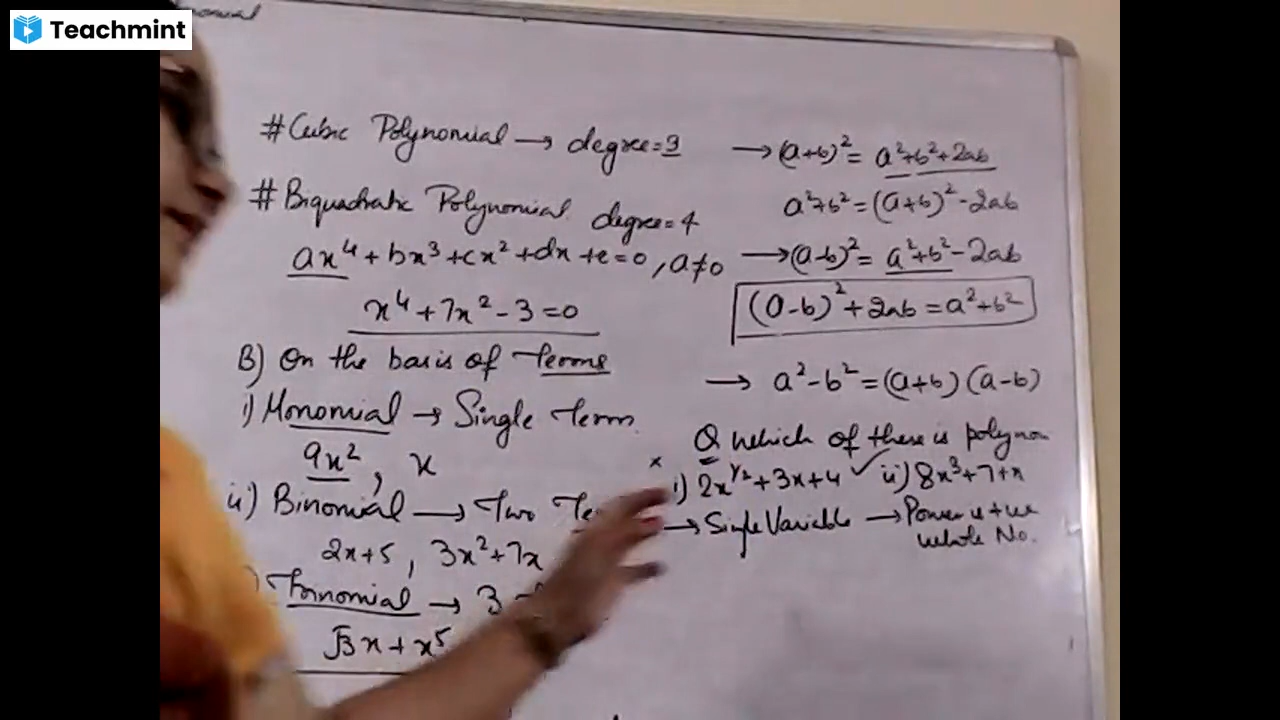 Teachmint
# Cubic Polynomial → degree=3
# Biquadratic Polynomial degree=4
ax⁴+bx³+cx²+dx+e=0, a≠0
x⁴+7x²-3=0
B) On the basis of Terms
i) Monomial → Single Term
9x², x
ii) Binomial → Two Te
2x+5, 3x²+7x
Trinomial → 3
√3x+x⁵
→ (a+b)²= a²+b²+2ab
a²+b²=(a+b)²-2ab
→ (a-b)²= a²+b²-2ab
(a-b)²+2ab=a²+b²
→ a²-b²=(a+b)(a-b)
Q which of these is polynom
× i) 2x^1/2+3x+4 ✓ ii) 8x³+7+x
→ Single Variable → Power is +ve
whole No.